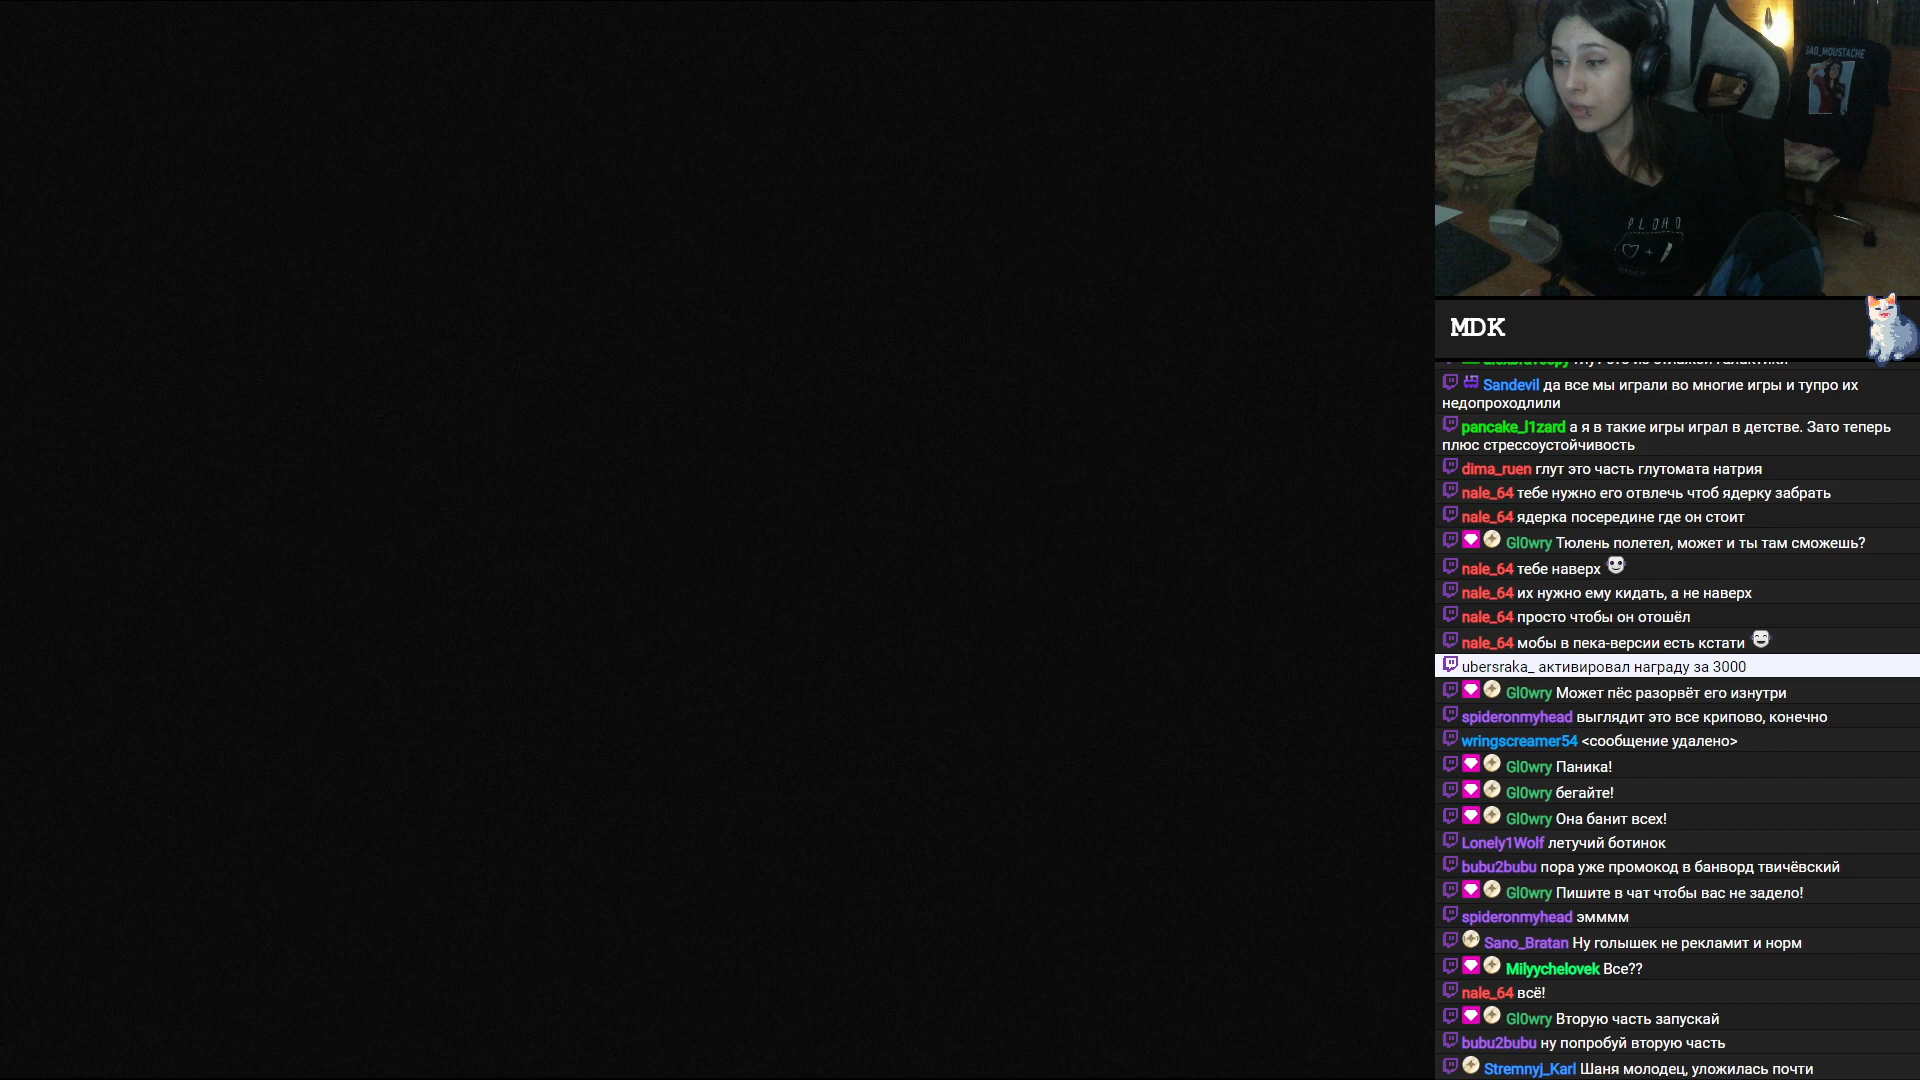 SAD_MOUSTACHE
PLOHO
MDK
Sandevil да все мы играли во многие игры и тупро их
недопроходлили
pancake_l1zard а я в такие игры играл в детстве. Зато теперь
плюс стрессоустойчивость
dima_ruen глут это часть глутомата натрия
nale_64 тебе нужно его отвлечь чтоб ядерку забрать
nale_64 ядерка посередине где он стоит
Gl0wry Тюлень полетел, может и ты там сможешь?
nale_64 тебе наверх
nale_64 их нужно ему кидать, а не наверх
nale_64 просто чтобы он отошёл
nale_64 мобы в пека-версии есть кстати
ubersraka_ активировал награду за 3000
Gl0wry Может пёс разорвёт его изнутри
spideronmyhead выглядит это все крипово, конечно
wringscreamer54 <сообщение удалено>
Gl0wry Паника!
Gl0wry бегайте!
Gl0wry Она банит всех!
Lonely1Wolf летучий ботинок
bubu2bubu пора уже промокод в банворд твичёвский
Gl0wry Пишите в чат чтобы вас не задело!
spideronmyhead эмммм
Sano_Bratan Ну голышек не рекламит и норм
Milyychelovek Все??
nale_64 всё!
Gl0wry Вторую часть запускай
bubu2bubu ну попробуй вторую часть
Stremnyj_Karl Шаня молодец, уложилась почти